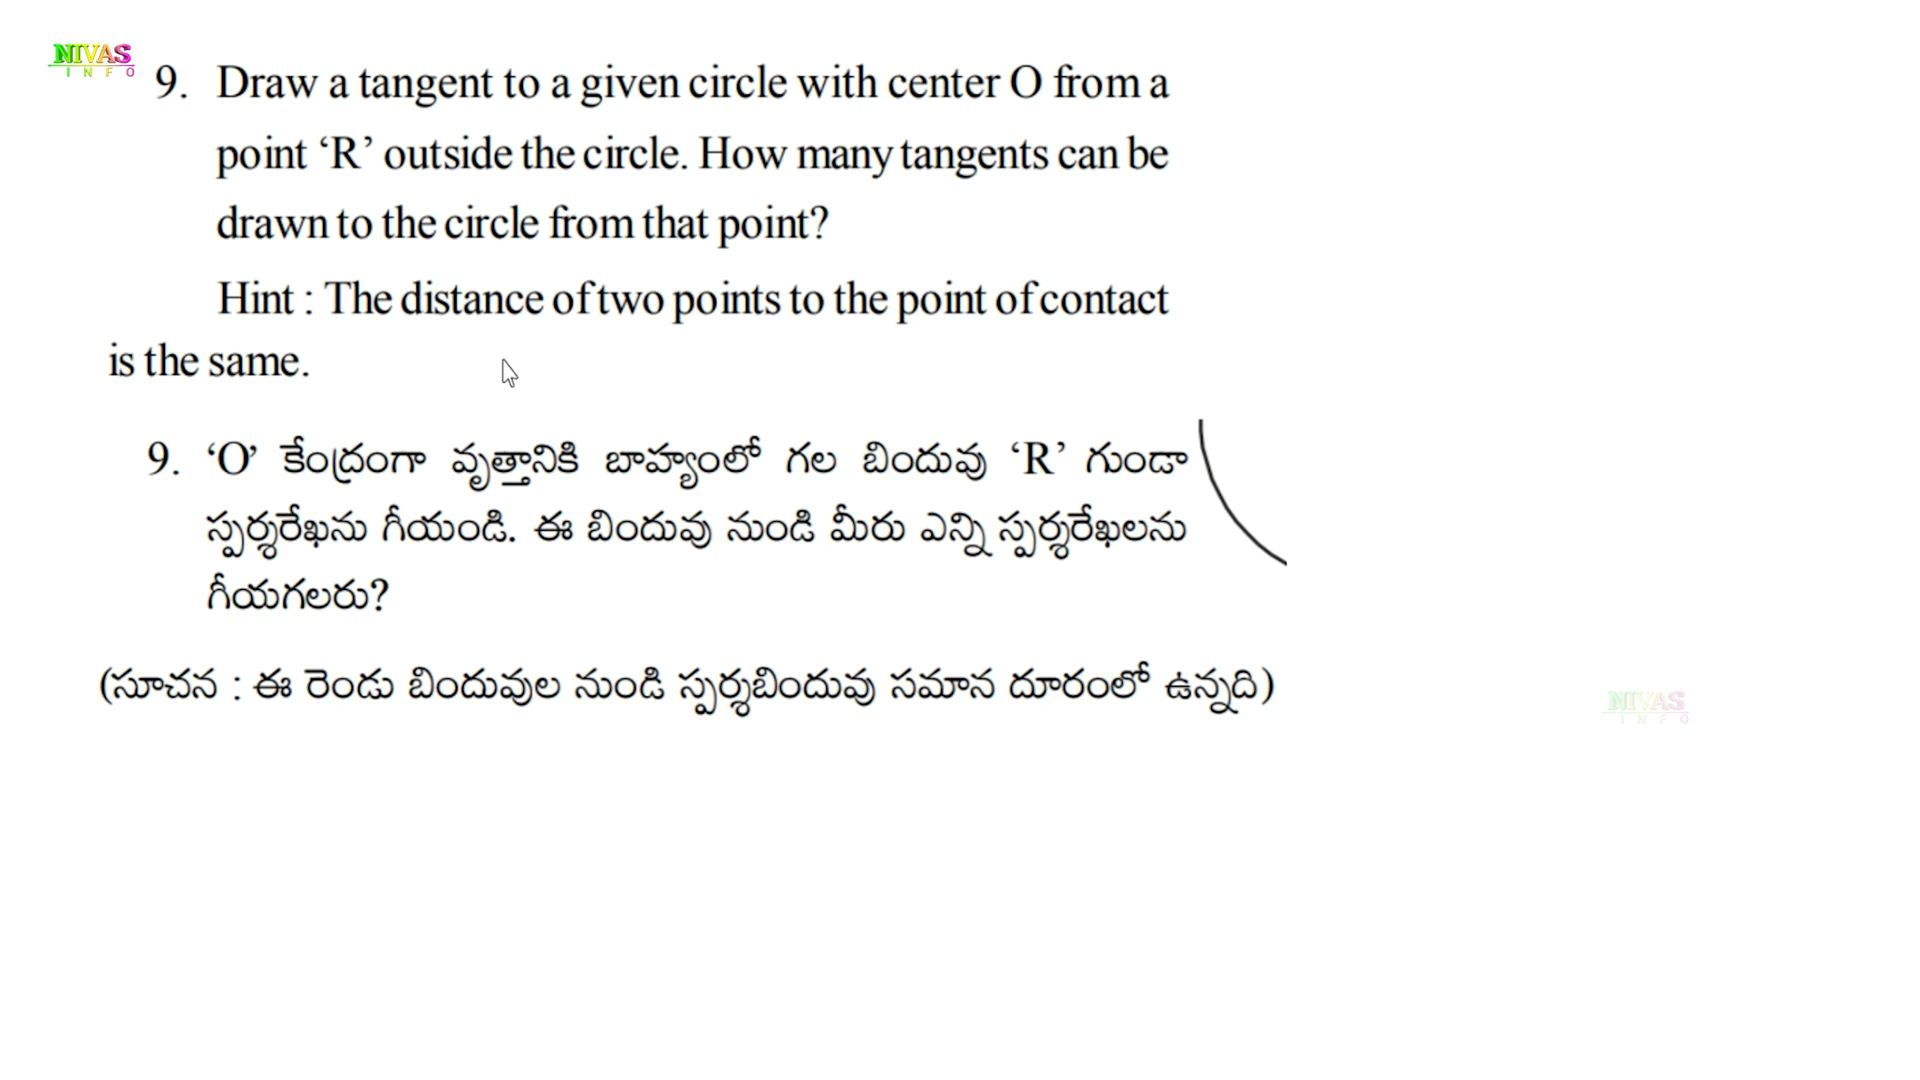 NIVAS
INFO
9. Draw a tangent to a given circle with center O from a
point ‘R’ outside the circle. How many tangents can be
drawn to the circle from that point?
Hint : The distance of two points to the point of contact
is the same.
9. ‘O’ కేంద్రంగా వృత్తానికి బాహ్యంలో గల బిందువు ‘R’ గుండా
స్పర్శరేఖను గీయండి. ఈ బిందువు నుండి మీరు ఎన్ని స్పర్శరేఖలను
గీయగలరు?
(సూచన : ఈ రెండు బిందువుల నుండి స్పర్శబిందువు సమాన దూరంలో ఉన్నది)
NIVAS
INFO